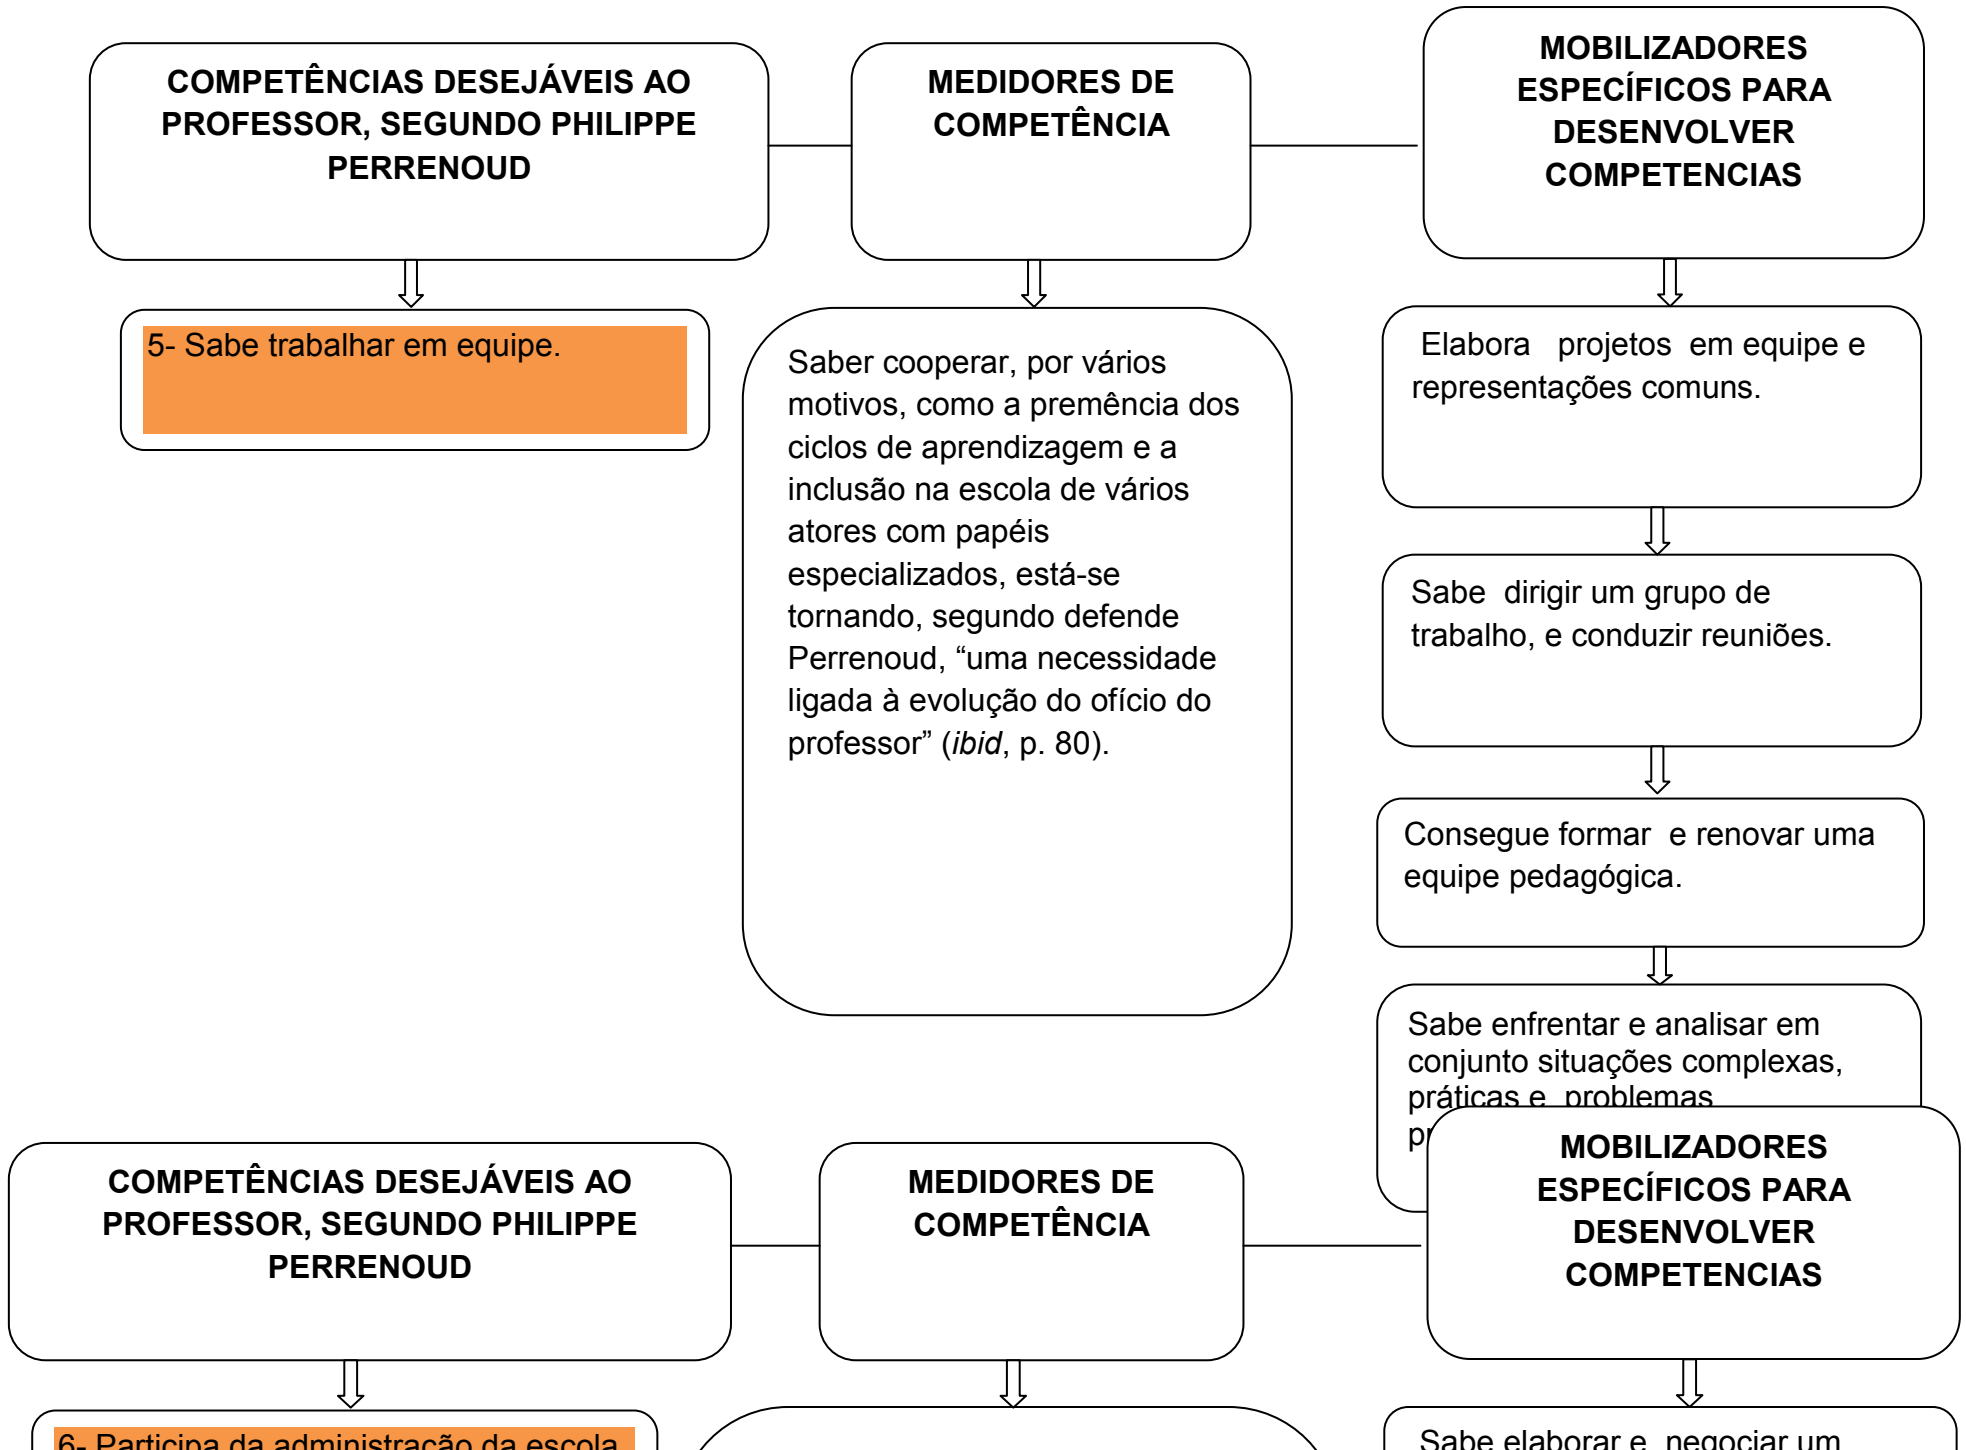 COMPETÊNCIAS DESEJÁVEIS AO
PROFESSOR, SEGUNDO PHILIPPE
PERRENOUD
MEDIDORES DE
COMPETÊNCIA
MOBILIZADORES
ESPECÍFICOS PARA
DESENVOLVER
COMPETENCIAS
5- Sabe trabalhar em equipe.
Saber cooperar, por vários
motivos, como a premência dos
ciclos de aprendizagem e a
inclusão na escola de vários
atores com papéis
especializados, está-se
tornando, segundo defende
Perrenoud, “uma necessidade
ligada à evolução do ofício do
professor” (ibid, p. 80).
Elabora projetos em equipe e
representações comuns.
Sabe dirigir um grupo de
trabalho, e conduzir reuniões.
Consegue formar e renovar uma
equipe pedagógica.
Sabe enfrentar e analisar em
conjunto situações complexas,
práticas e problemas
COMPETÊNCIAS DESEJÁVEIS AO
PROFESSOR, SEGUNDO PHILIPPE
PERRENOUD
MEDIDORES DE
COMPETÊNCIA
MOBILIZADORES
ESPECÍFICOS PARA
DESENVOLVER
COMPETENCIAS
6- Participa da administração da escola
Sabe elaborar e negociar um